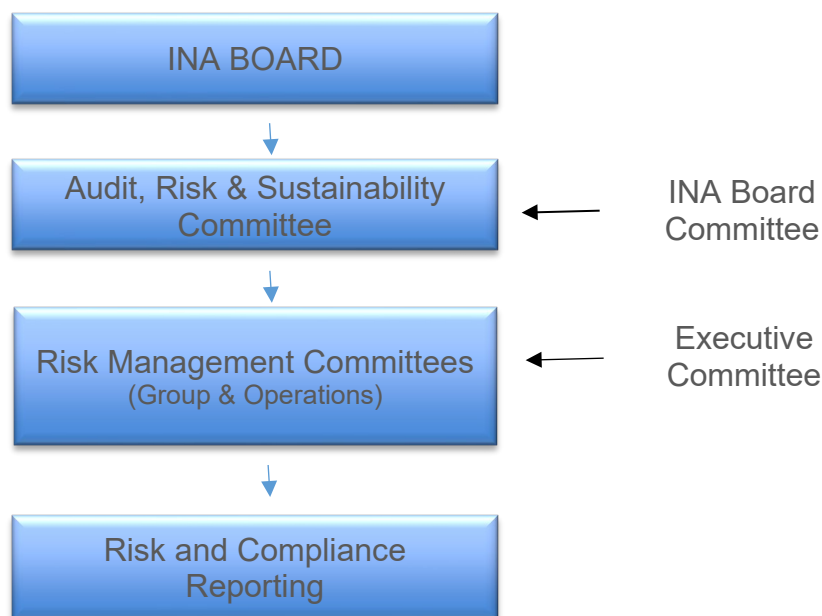 INA BOARD
Audit, Risk & Sustainability
Committee
INA Board
Committee
Risk Management Committees
(Group & Operations)
Executive
Committee
Risk and Compliance
Reporting